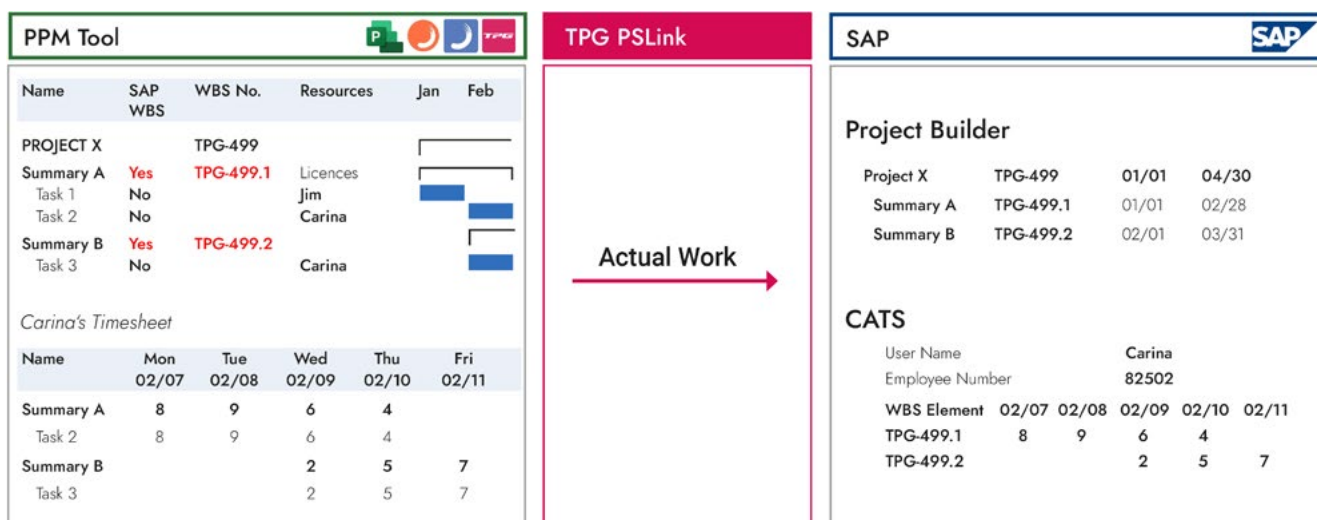 PPM Tool
P
TPG
Name SAP WBS WBS No. Resources Jan Feb
PROJECT X TPG-499
Summary A Yes TPG-499.1 Licences
Task 1 No Jim
Task 2 No Carina
Summary B Yes TPG-499.2
Task 3 No Carina
Carina's Timesheet
Name Mon Tue Wed Thu Fri
02/07 02/08 02/09 02/10 02/11
Summary A 8 9 6 4
Task 2 8 9 6 4
Summary B 2 5 7
Task 3 2 5 7
TPG PSLink
Actual Work
SAP
SAP
Project Builder
Project X TPG-499 01/01 04/30
Summary A TPG-499.1 01/01 02/28
Summary B TPG-499.2 02/01 03/31
CATS
User Name Carina
Employee Number 82502
WBS Element 02/07 02/08 02/09 02/10 02/11
TPG-499.1 8 9 6 4
TPG-499.2 2 5 7